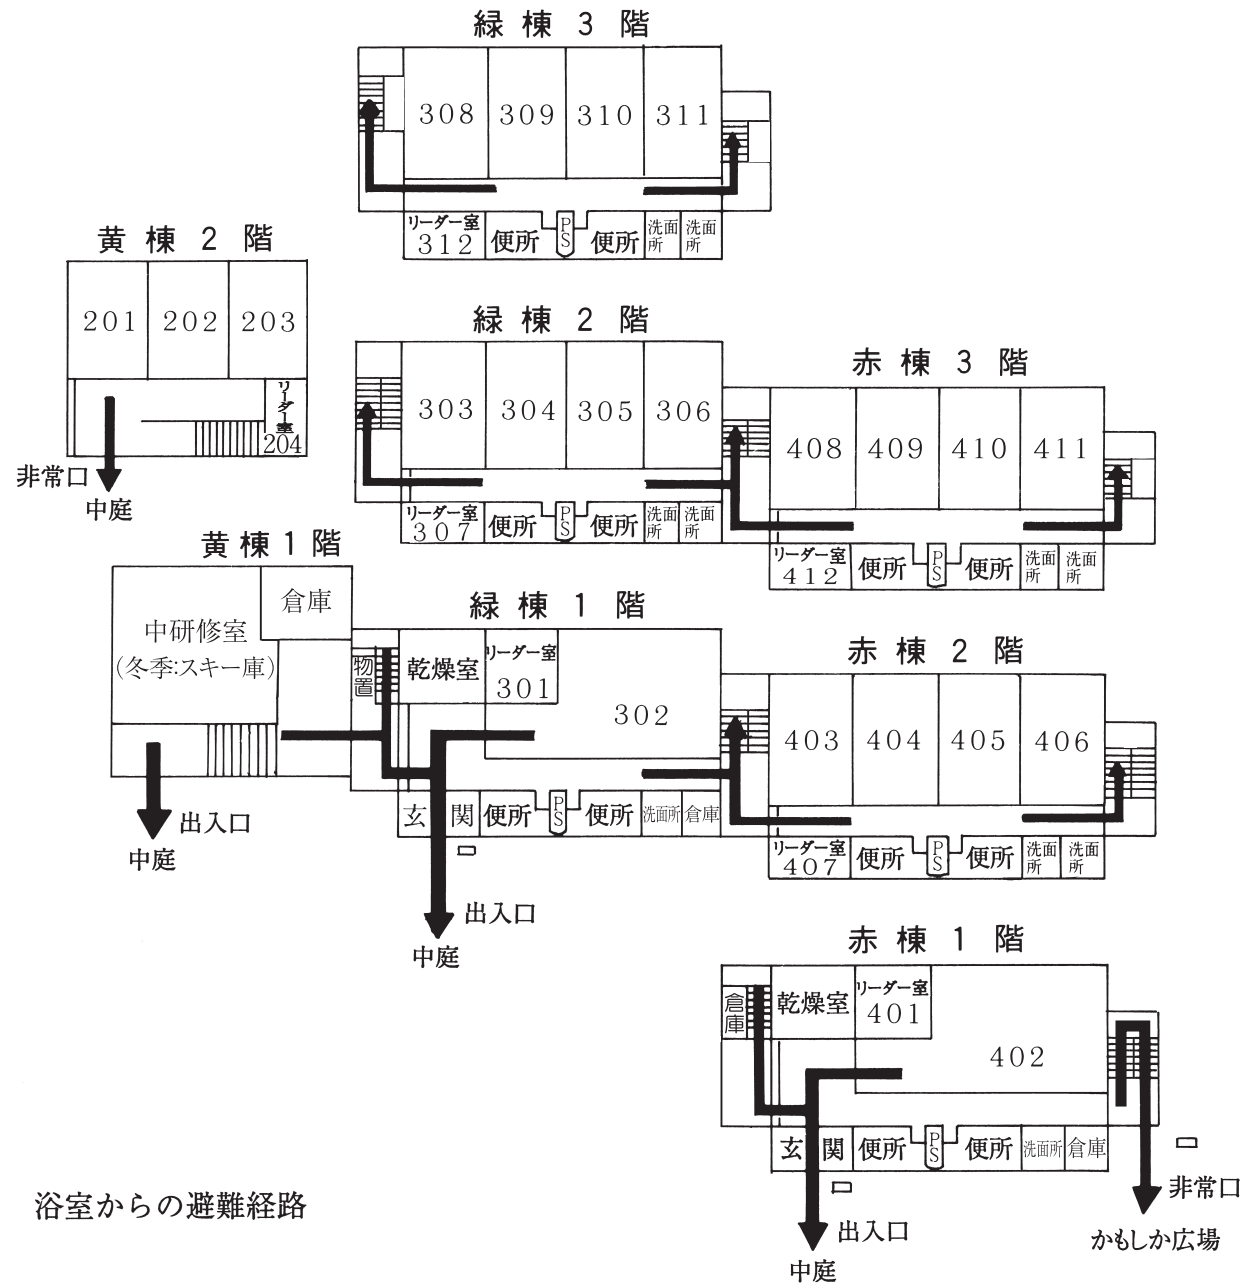 緑棟3階
308 309 310 311
リーダー室
312
便所
PS
便所
洗面所
洗面所
黄棟2階
201 202 203
リーダー室
204
非常口
中庭
緑棟2階
303 304 305 306
リーダー室
307
便所
PS
便所
洗面所
洗面所
赤棟3階
408 409 410 411
リーダー室
412
便所
PS
便所
洗面所
洗面所
黄棟1階
倉庫
中研修室
(冬季:スキー庫)
出入口
中庭
緑棟1階
物置
乾燥室
リーダー室
301
302
玄関
便所
PS
便所
洗面所
倉庫
出入口
中庭
赤棟2階
403 404 405 406
リーダー室
407
便所
PS
便所
洗面所
洗面所
赤棟1階
倉庫
乾燥室
リーダー室
401
402
玄関
便所
PS
便所
洗面所
倉庫
非常口
かもしか広場
出入口
中庭
浴室からの避難経路